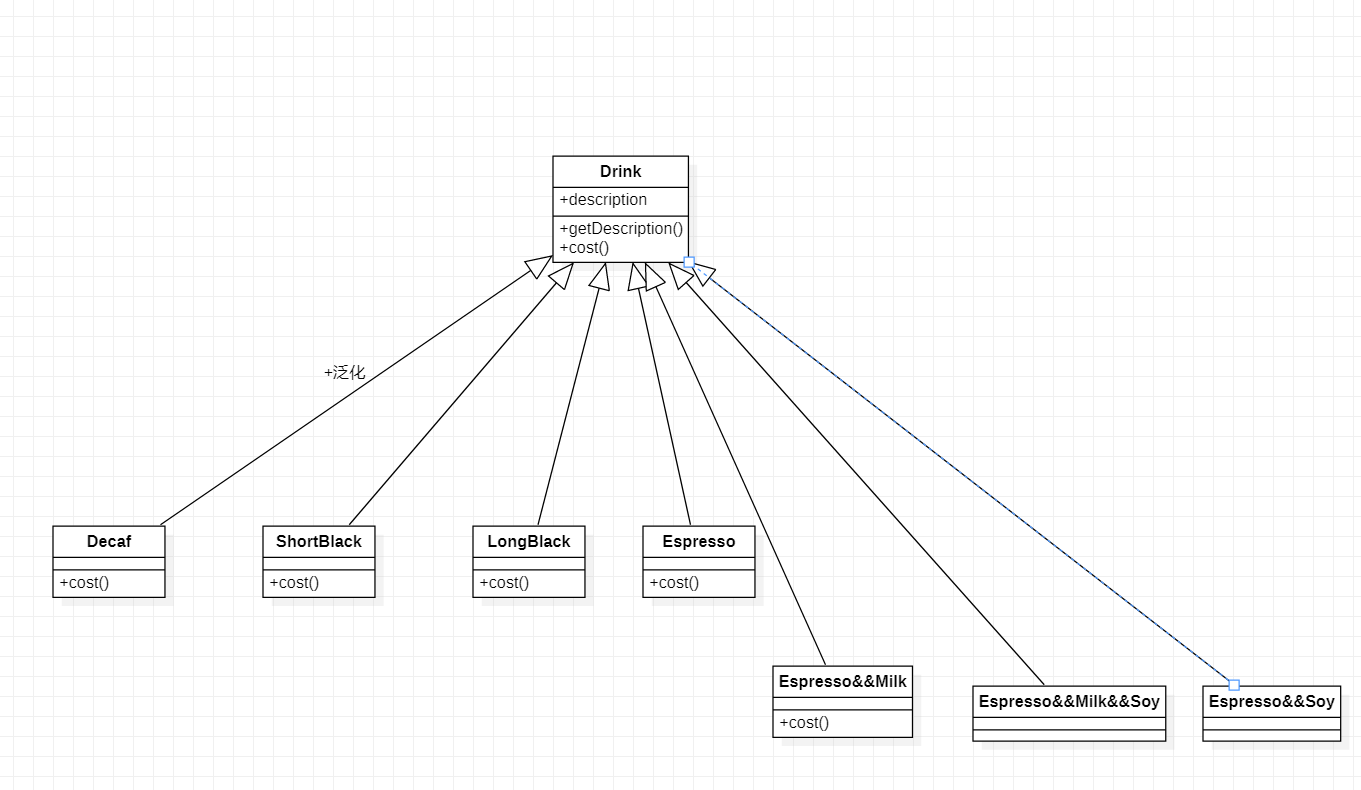 Drink
+description
+getDescription()
+cost()
+泛化
Decaf
+cost()
ShortBlack
+cost()
LongBlack
+cost()
Espresso
+cost()
Espresso&&Milk
+cost()
Espresso&&Milk&&Soy
Espresso&&Soy